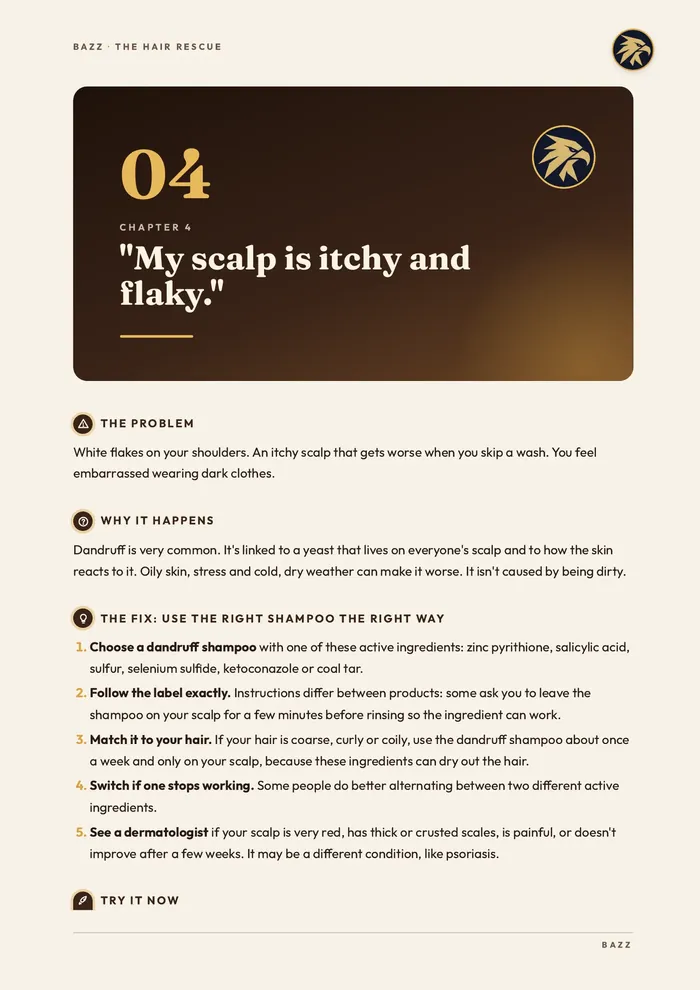 BAZZ · THE HAIR RESCUE
04
CHAPTER 4
"My scalp is itchy and
flaky."
THE PROBLEM
White flakes on your shoulders. An itchy scalp that gets worse when you skip a wash. You feel
embarrassed wearing dark clothes.
WHY IT HAPPENS
Dandruff is very common. It's linked to a yeast that lives on everyone's scalp and to how the skin
reacts to it. Oily skin, stress and cold, dry weather can make it worse. It isn't caused by being dirty.
THE FIX: USE THE RIGHT SHAMPOO THE RIGHT WAY
1. Choose a dandruff shampoo with one of these active ingredients: zinc pyrithione, salicylic acid,
sulfur, selenium sulfide, ketoconazole or coal tar.
2. Follow the label exactly. Instructions differ between products: some ask you to leave the
shampoo on your scalp for a few minutes before rinsing so the ingredient can work.
3. Match it to your hair. If your hair is coarse, curly or coily, use the dandruff shampoo about once
a week and only on your scalp, because these ingredients can dry out the hair.
4. Switch if one stops working. Some people do better alternating between two different active
ingredients.
5. See a dermatologist if your scalp is very red, has thick or crusted scales, is painful, or doesn't
improve after a few weeks. It may be a different condition, like psoriasis.
TRY IT NOW
BAZZ